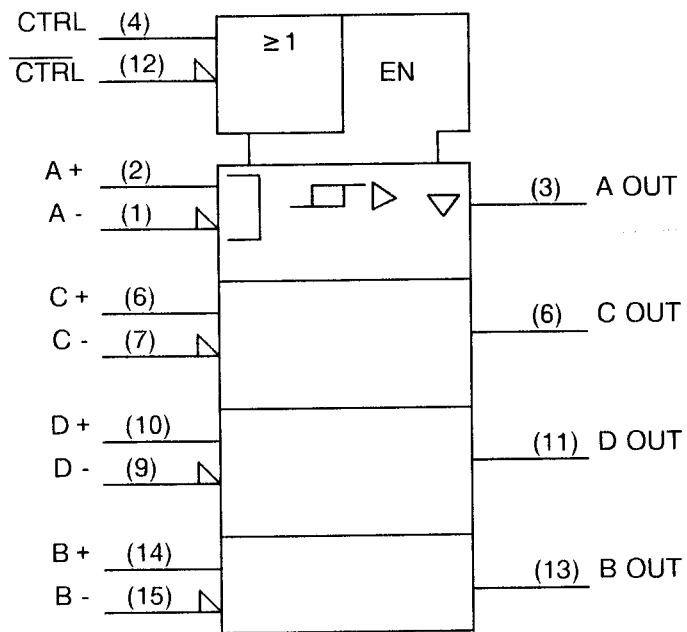 CTRL (4)
CTRL (12)
≥ 1
EN
A + (2)
A - (1)
(3) A OUT
C + (6)
C - (7)
(6) C OUT
D + (10)
D - (9)
(11) D OUT
B + (14)
B - (15)
(13) B OUT